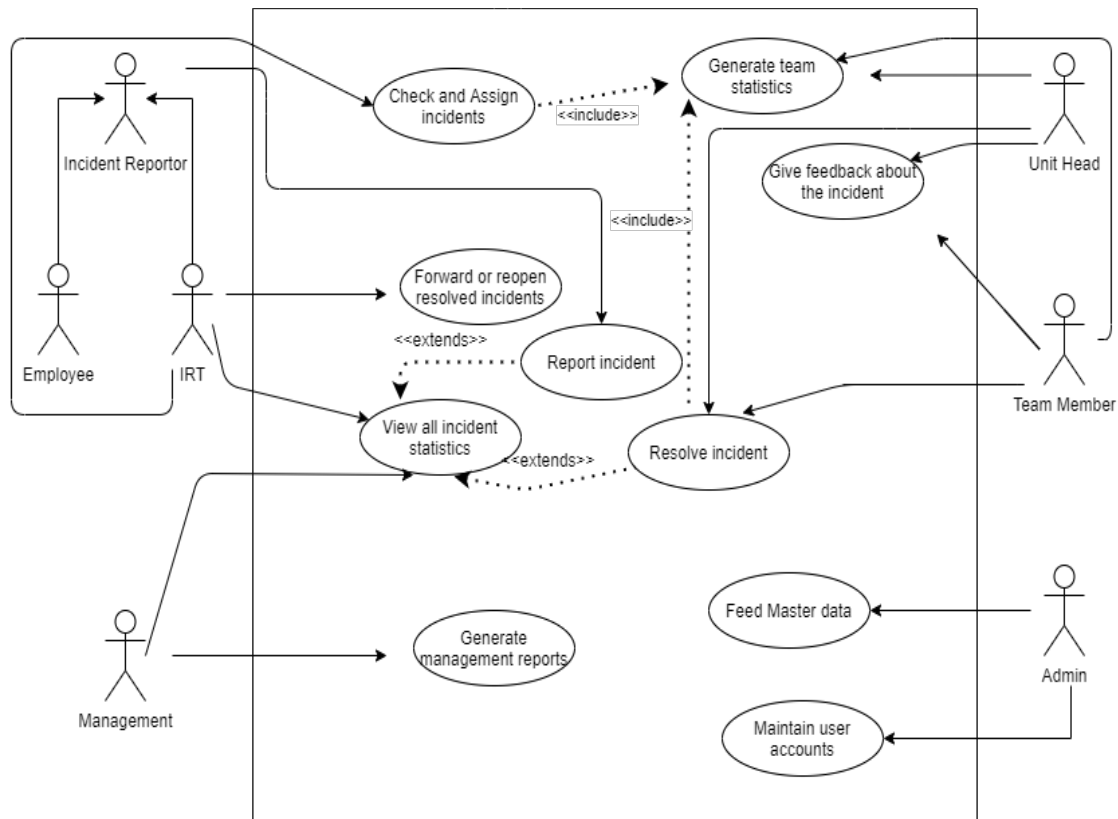 Generate team
statistics
Check and Assign
incidents
<<include>>
Incident Reportor
Unit Head
Give feedback about
the incident
<<include>>
Forward or reopen
resolved incidents
<<extends>>
Report incident
Employee
IRT
Team Member
View all incident
statistics
<<extends>>
Resolve incident
Feed Master data
Generate
management reports
Admin
Management
Maintain user
accounts